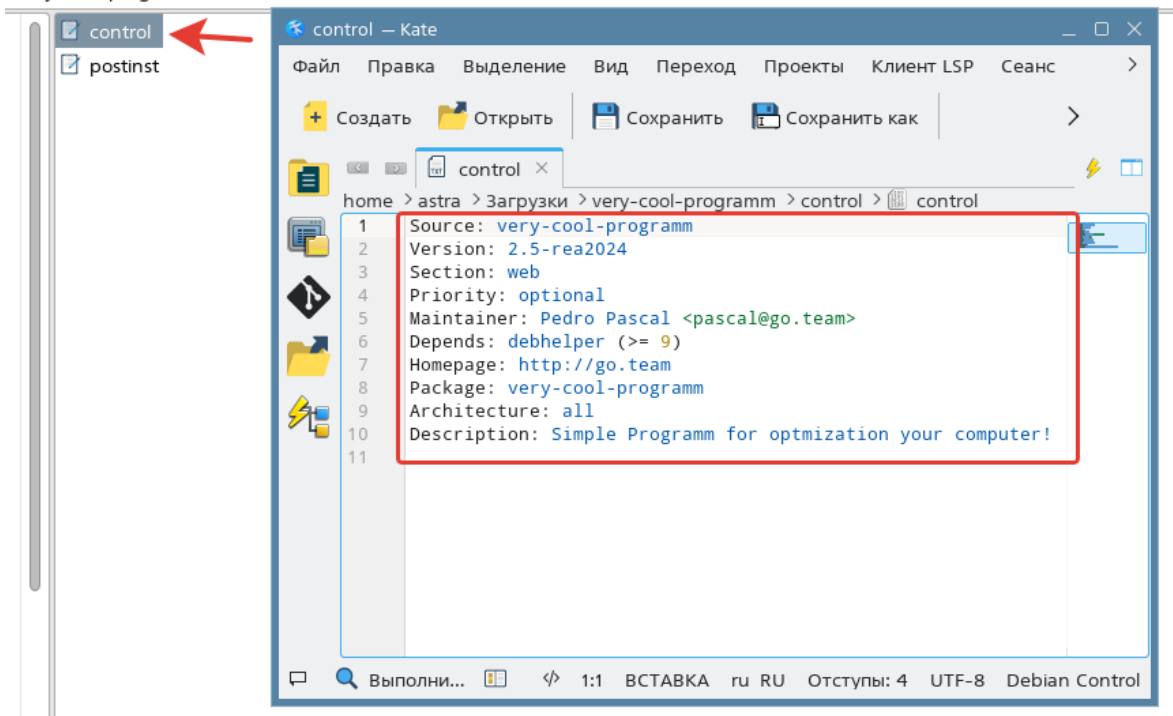 control
postinst
control — Kate
Файл Правка Выделение Вид Переход Проекты Клиент LSP Сеанс
Создать Открыть Сохранить Сохранить как
control
home > astra > Загрузки > very-cool-programm > control > control
1 Source: very-cool-programm
2 Version: 2.5-rea2024
3 Section: web
4 Priority: optional
5 Maintainer: Pedro Pascal <pascal@go.team>
6 Depends: debhelper (>= 9)
7 Homepage: http://go.team
8 Package: very-cool-programm
9 Architecture: all
10 Description: Simple Programm for optmization your computer!
11
Выполни... 1:1 ВСТАВКА ru RU Отступы: 4 UTF-8 Debian Control